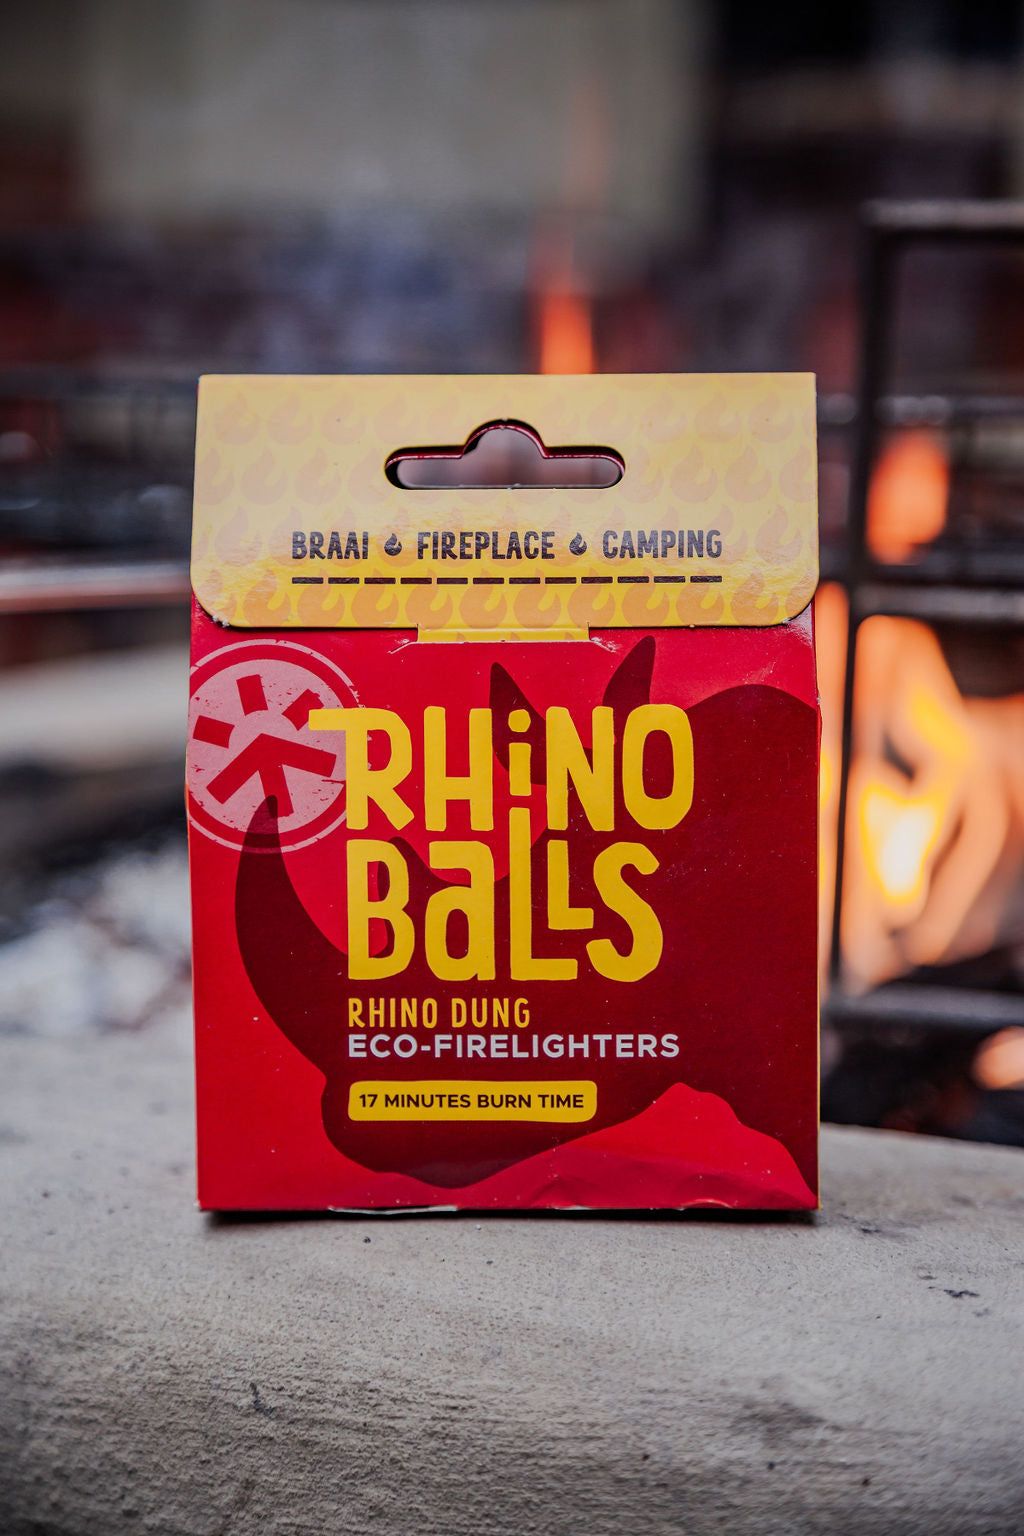 BRAAI FIREPLACE CAMPING
RHiNO
BaLLS
RHINO DUNG
ECO-FIRELIGHTERS
17 MINUTES BURN TIME